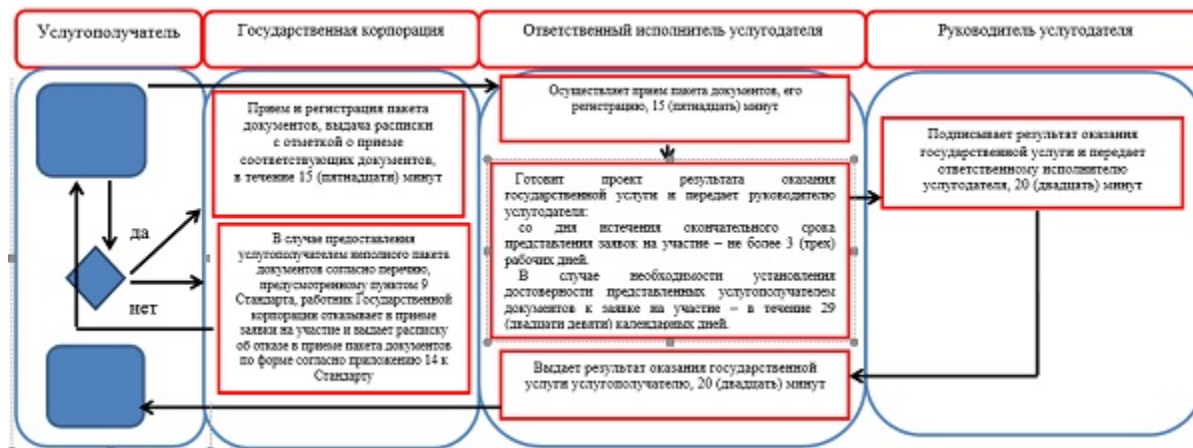 Услугополучатель
Государственная корпорация
Ответственный исполнитель услугодателя
Руководитель услугодателя
Прием и регистрация пакета
документов, выдача расписки
с отметкой о приеме
соответствующих документов,
в течение 15 (пятнадцати) минут
да
нет
В случае предоставления
услугополучателем неполного пакета
документов согласно перечню,
предусмотренному пунктом 9
Стандарта, работник Государственной
корпорации отказывает в приеме
заявки на участие и выдает расписку
об отказе в приеме пакета документов
по форме согласно приложению 14 к
Стандарту
Осуществляет прием пакета документов, его
регистрацию, 15 (пятнадцать) минут
Готовит проект результата оказания
государственной услуги и передает руководителю
услугодателя:
со дня истечения окончательного срока
представления заявок на участие – не более 3 (трех)
рабочих дней.
В случае необходимости установления
достоверности представленных услугополучателем
документов к заявке на участие – в течение 29
(двадцати девяти) календарных дней.
Выдает результат оказания государственной
услуги услугополучателю, 20 (двадцать) минут
Подписывает результат оказания
государственной услуги и передает
ответственному исполнителю
услугодателя, 20 (двадцать) минут